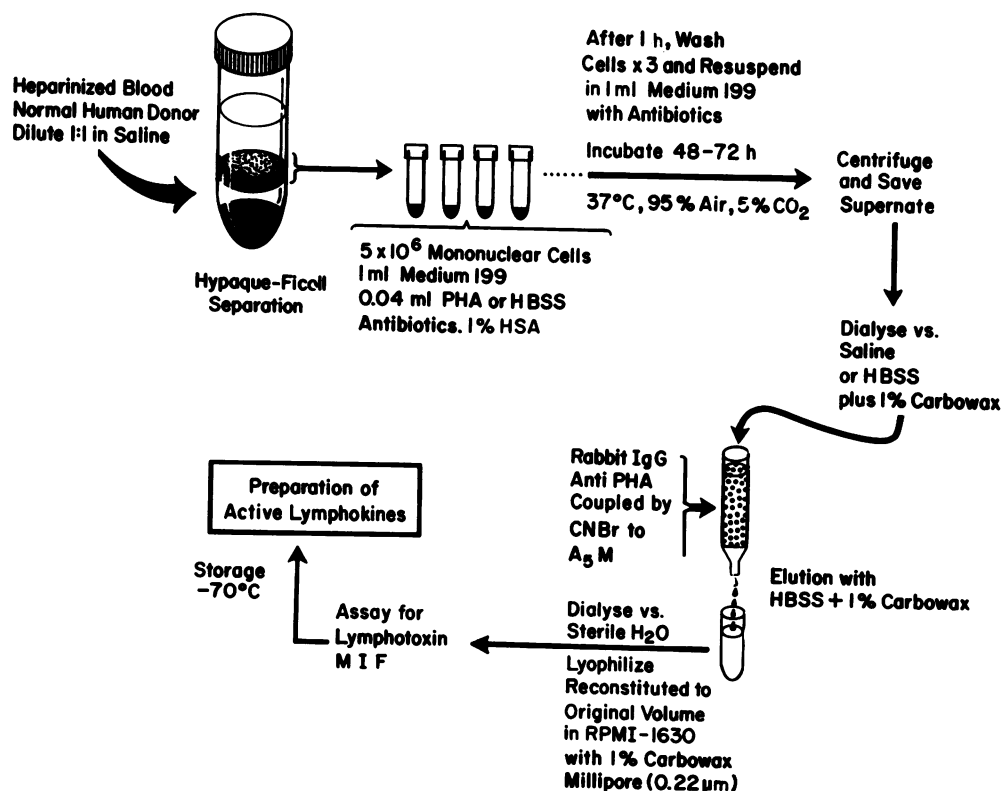 Heparinized Blood
Normal Human Donor
Dilute 1:1 in Saline
Hypaque-Ficoll
Separation
5 x 10⁶ Mononuclear Cells
1 ml Medium 199
0.04 ml PHA or HBSS
Antibiotics. 1% HSA
After 1 h, Wash
Cells x 3 and Resuspend
in 1 ml Medium 199
with Antibiotics
Incubate 48-72 h
37°C, 95% Air, 5% CO₂
Centrifuge
and Save
Supernate
Dialyse vs.
Saline
or HBSS
plus 1% Carbowax
Rabbit IgG
Anti PHA
Coupled by
CNBr to
A₅M
Elution with
HBSS + 1% Carbowax
Dialyse vs.
Sterile H₂O
Lyophilize
Reconstituted to
Original Volume
in RPMI-1630
with 1% Carbowax
Millipore (0.22 µm)
Assay for
Lymphotoxin
M I F
Storage
-70°C
Preparation of
Active Lymphokines